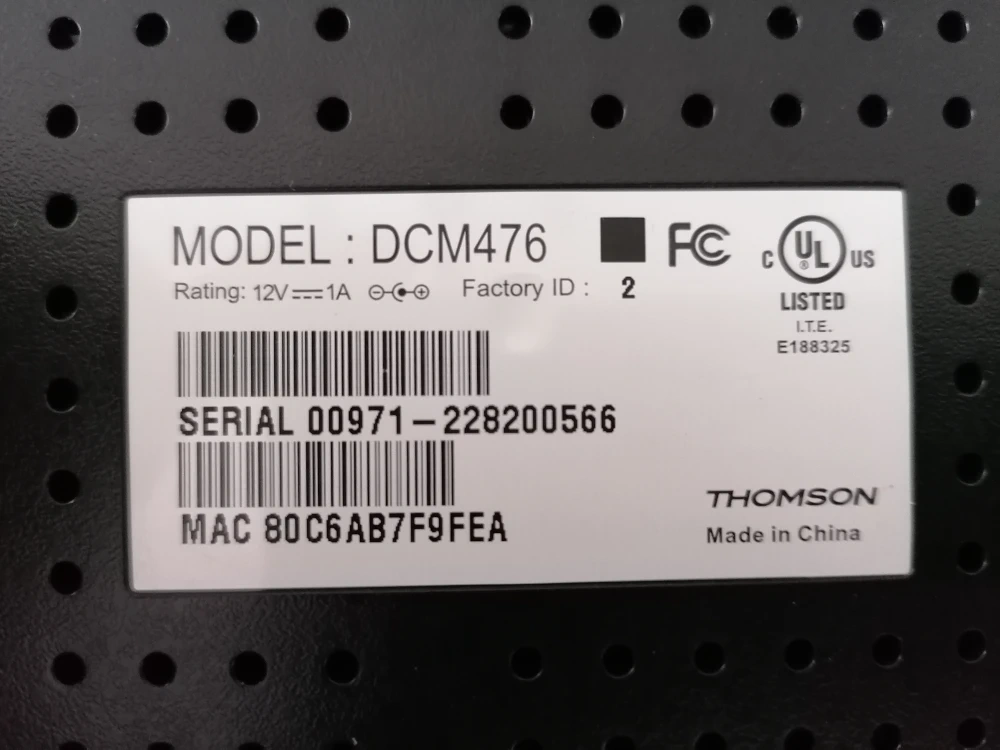 MODEL : DCM476
FC
C UL US
®
Rating: 12V⎓1A
Factory ID : 2
LISTED
I.T.E.
E188325
SERIAL 00971-228200566
MAC 80C6AB7F9FEA
THOMSON
Made in China